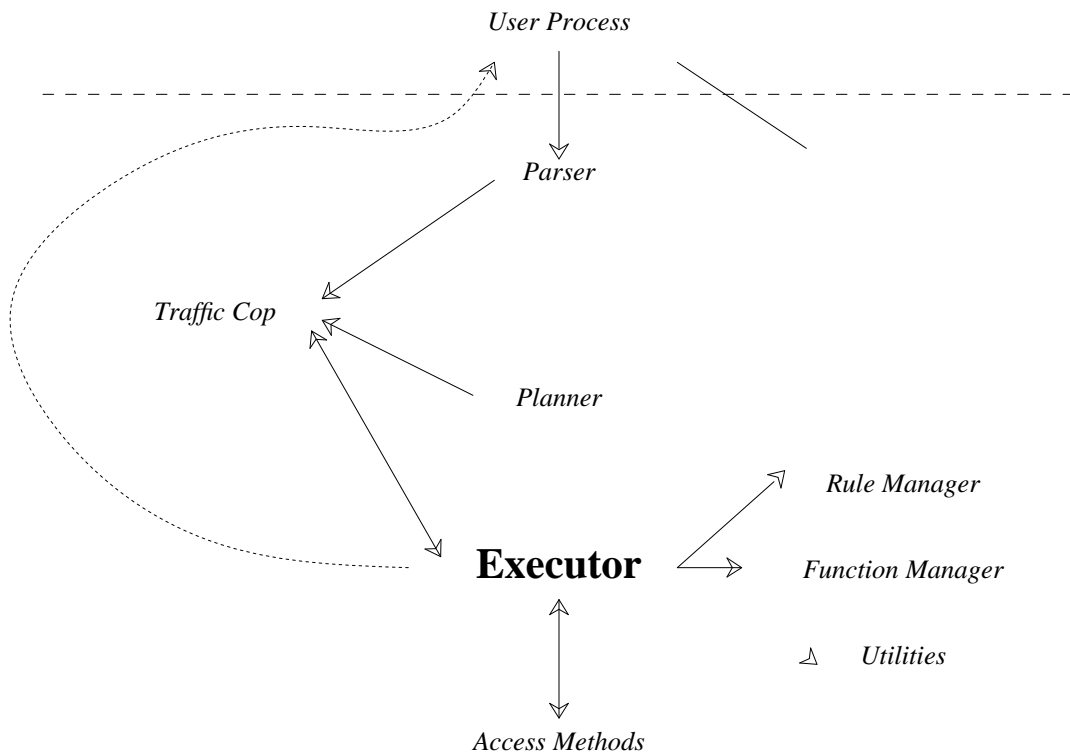 User Process
Parser
Traffic Cop
Planner
Rule Manager
Executor
Function Manager
Utilities
Access Methods